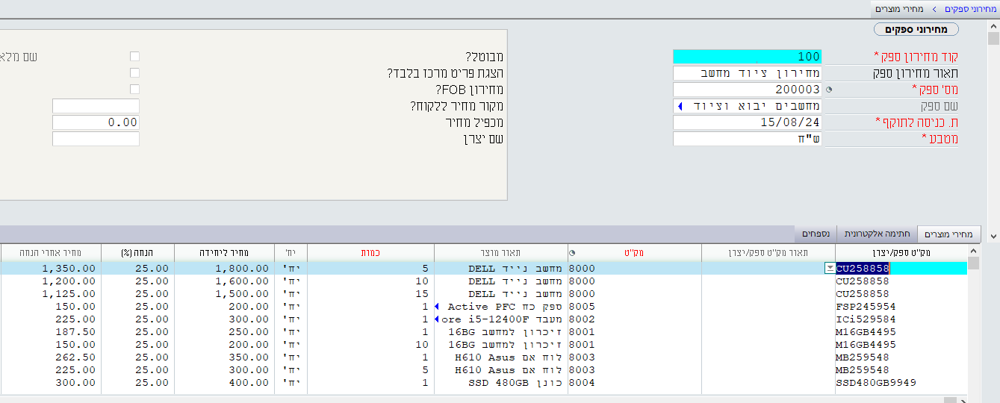 מחירוני ספקים > מחירי מוצרים
מחירוני ספקים
קוד מחירון ספק * 100
תאור מחירון ספק מחירון ציוד מחשב
מס' ספק * 200003
שם ספק מחשבים יבוא וציוד
ת. כניסה לתוקף * 15/08/24
מטבע * ש"ח
מבוטל? שם מלא
הצגת פריט מרכז בלבד?
מחירון FOB?
מקור מחיר ללקוח?
מכפיל מחיר 0.00
שם יצרן
מחירי מוצרים חתימה אלקטרונית נספחים
מק"ט ספק/יצרן תאור מק"ט ספק/יצרן מק"ט תאור מוצר כמות יח' מחיר ליחידה הנחה (%) מחיר אחרי הנחה
CU258858 8000 מחשב נייד DELL 5 יח' 1,800.00 25.00 1,350.00
CU258858 8000 מחשב נייד DELL 10 יח' 1,600.00 25.00 1,200.00
CU258858 8000 מחשב נייד DELL 15 יח' 1,500.00 25.00 1,125.00
FSP245954 8005 ספק כח Active PFC 1 יח' 200.00 25.00 150.00
ICi529584 8002 מעבד ore i5-12400F 1 יח' 300.00 25.00 225.00
M16GB4495 8001 זיכרון למחשב 16BG 1 יח' 250.00 25.00 187.50
M16GB4495 8001 זיכרון למחשב 16BG 10 יח' 200.00 25.00 150.00
MB259548 8003 לוח אם H610 Asus 1 יח' 350.00 25.00 262.50
MB259548 8003 לוח אם H610 Asus 5 יח' 300.00 25.00 225.00
SSD480GB9949 8004 כונן SSD 480GB 1 יח' 400.00 25.00 300.00